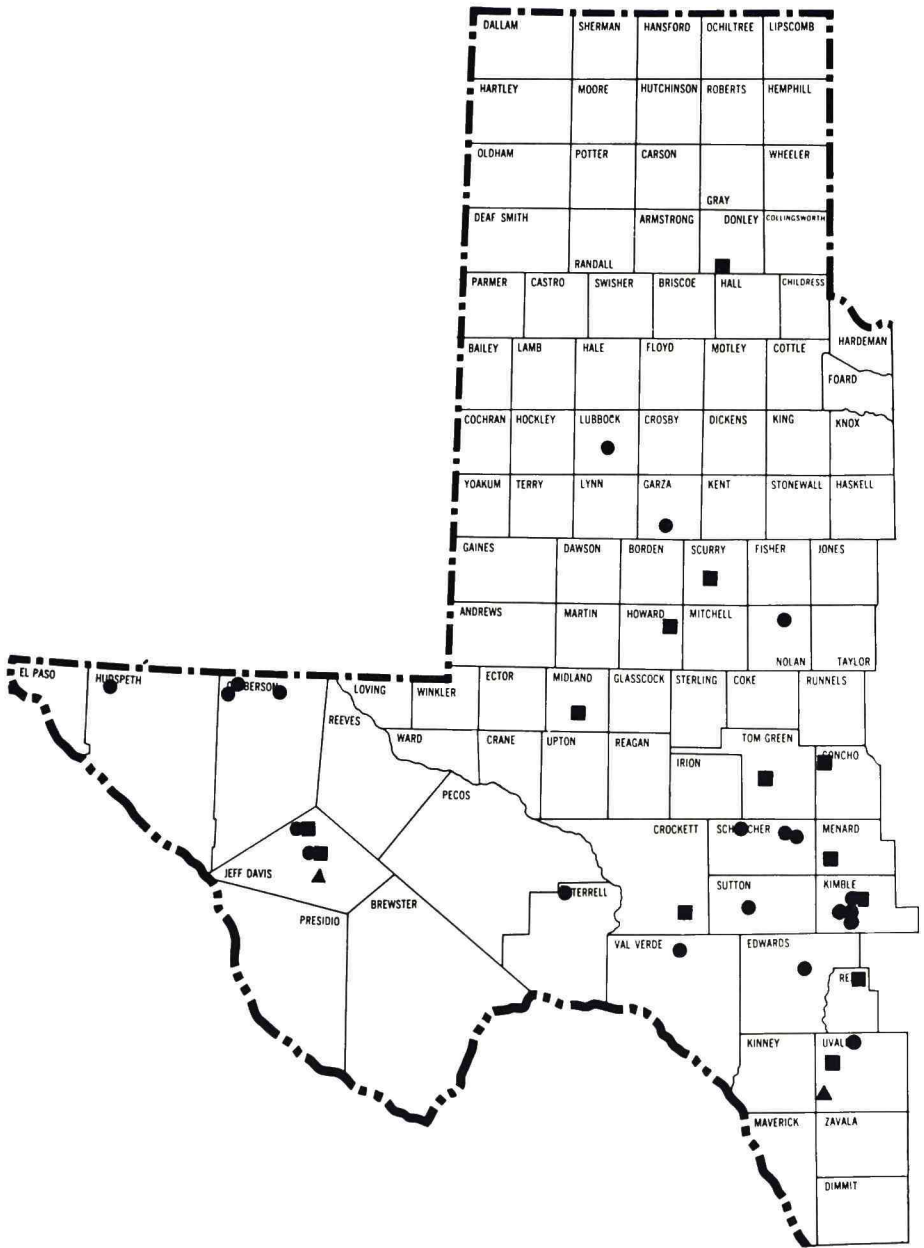 DALLAM SHERMAN HANSFORD OCHILTREE LIPSCOMB
HARTLEY MOORE HUTCHINSON ROBERTS HEMPHILL
OLDHAM POTTER CARSON WHEELER
GRAY
DEAF SMITH ARMSTRONG DONLEY COLLINGSWORTH
RANDALL
PARMER CASTRO SWISHER BRISCOE HALL CHILDRESS
HARDEMAN
BAILEY LAMB HALE FLOYD MOTLEY COTTLE
FOARD
COCHRAN HOCKLEY LUBBOCK CROSBY DICKENS KING KNOX
YOAKUM TERRY LYNN GARZA KENT STONEWALL HASKELL
GAINES DAWSON BORDEN SCURRY FISHER JONES
ANDREWS MARTIN HOWARD MITCHELL
NOLAN TAYLOR
EL PASO HUDSPETH ECTOR MIDLAND GLASSCOCK STERLING COKE RUNNELS
LOVING WINKLER
REEVES
WARD CRANE UPTON REAGAN TOM GREEN
IRION
PECOS
CROCKETT MENARD
JEFF DAVIS
SUTTON KIMBLE
BREWSTER TERRELL
PRESIDIO
VAL VERDE EDWARDS
KINNEY
MAVERICK ZAVALA
DIMMIT